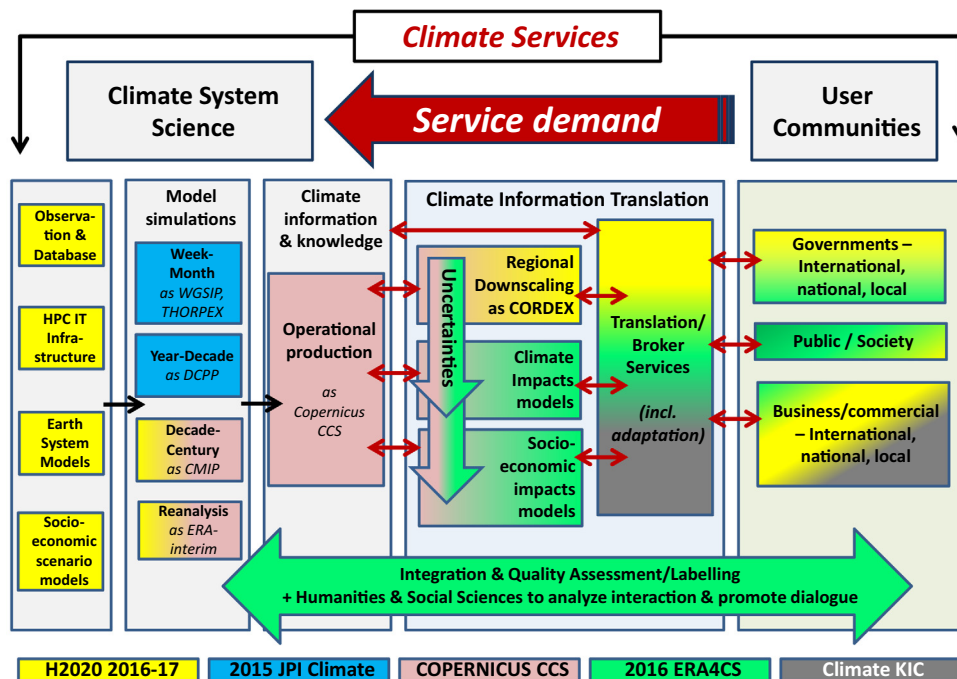 Climate Services
Climate System
Science
Service demand
User
Communities
Observa-
tion &
Database
HPC IT
Infra-
structure
Earth
System
Models
Socio-
economic
scenario
models
Model
simulations
Week-
Month
as WGSIP,
THORPEX
Year-Decade
as DCPP
Decade-
Century
as CMIP
Reanalysis
as ERA-
interim
Climate
information
& knowledge
Operational
production
as
Copernicus
CCS
Climate Information Translation
Uncertainties
Regional
Downscaling
as CORDEX
Climate
Impacts
models
Socio-
economic
impacts
models
Translation/
Broker
Services
(incl.
adaptation)
Governments –
International,
national, local
Public / Society
Business/commercial
– International,
national, local
Integration & Quality Assessment/Labelling
+ Humanities & Social Sciences to analyze interaction & promote dialogue
H2020 2016-17
2015 JPI Climate
COPERNICUS CCS
2016 ERA4CS
Climate KIC